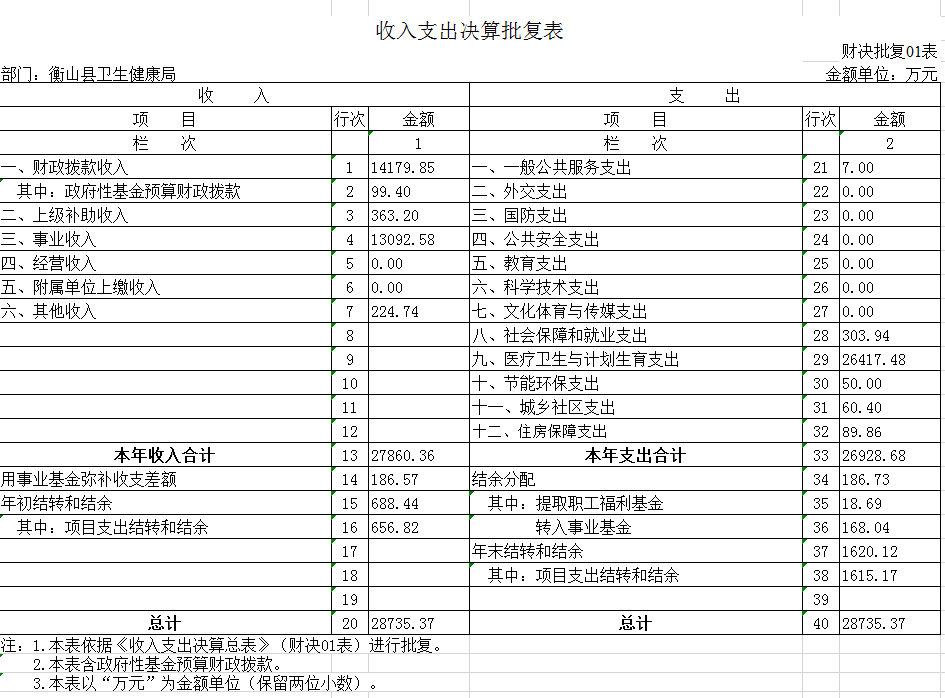 收入支出决算批复表
财决批复01表
部门：衡山县卫生健康局 金额单位：万元
收 入 支 出
项 目 行次 金额 项 目 行次 金额
栏 次 1 栏 次 2
一、财政拨款收入 1 14179.85 一、一般公共服务支出 21 7.00
其中：政府性基金预算财政拨款 2 99.40 二、外交支出 22 0.00
二、上级补助收入 3 363.20 三、国防支出 23 0.00
三、事业收入 4 13092.58 四、公共安全支出 24 0.00
四、经营收入 5 0.00 五、教育支出 25 0.00
五、附属单位上缴收入 6 0.00 六、科学技术支出 26 0.00
六、其他收入 7 224.74 七、文化体育与传媒支出 27 0.00
8 八、社会保障和就业支出 28 303.94
9 九、医疗卫生与计划生育支出 29 26417.48
10 十、节能环保支出 30 50.00
11 十一、城乡社区支出 31 60.40
12 十二、住房保障支出 32 89.86
本年收入合计 13 27860.36 本年支出合计 33 26928.68
用事业基金弥补收支差额 14 186.57 结余分配 34 186.73
年初结转和结余 15 688.44 其中：提取职工福利基金 35 18.69
其中：项目支出结转和结余 16 656.82 转入事业基金 36 168.04
17 年末结转和结余 37 1620.12
18 其中：项目支出结转和结余 38 1615.17
19 39
总计 20 28735.37 总计 40 28735.37
注：1.本表依据《收入支出决算总表》（财决01表）进行批复。
2.本表含政府性基金预算财政拨款。
3.本表以“万元”为金额单位（保留两位小数）。